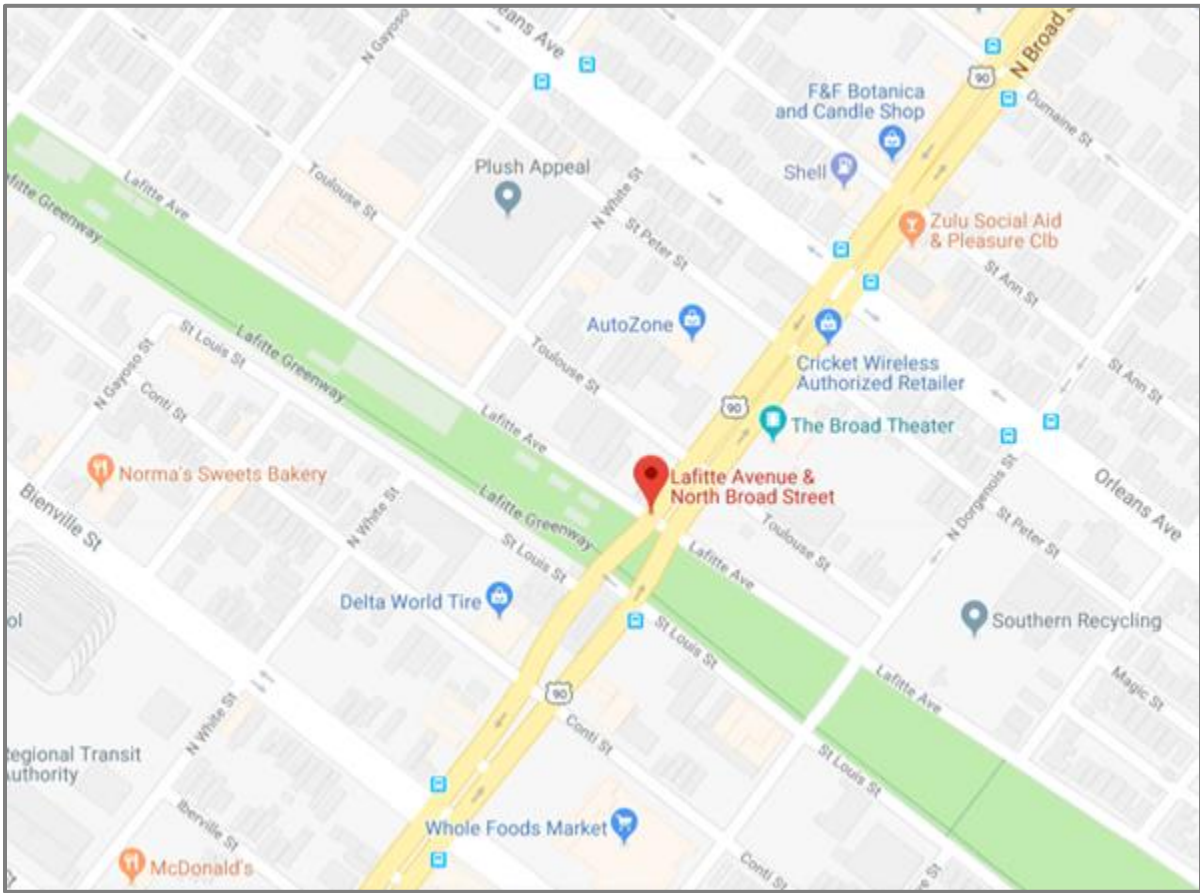 N Gayoso
eans Ave
90
N Broad S
F&F Botanica
and Candle Shop
Dumaine St
Plush Appeal
Shell
Lafitte Ave
Toulouse St
afitte Greenway
N White St
St Peter St
Zulu Social Aid
& Pleasure Clb
St Ann St
AutoZone
St Louis St
Lafitte Greenway
Toulouse St
Cricket Wireless
Authorized Retailer
St Ann St
N Gayoso St
Conti St
90
Lafitte Ave
The Broad Theater
Norma's Sweets Bakery
Lafitte Avenue &
North Broad Street
Orleans Ave
Bienville St
N White St
Lafitte Greenway
N Dorgenois St
St Peter St
Toulouse St
St Louis St
Lafitte Ave
Delta World Tire
ol
St Louis St
Southern Recycling
Lafitte Ave
Magic St
90
N White St
Conti St
Regional Transit
Authority
St Louis St
Iberville St
Whole Foods Market
McDonald's
Conti St
e St